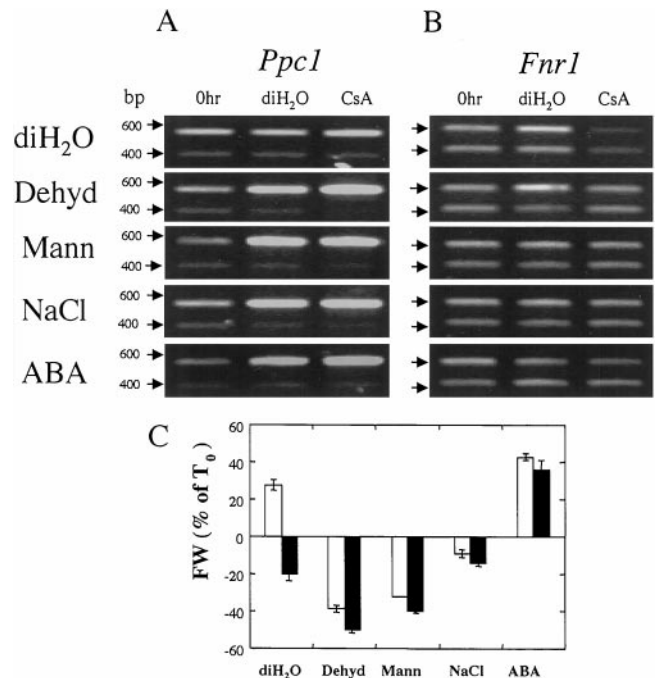 A B
Ppc1 Fnr1
bp 0hr diH₂O CsA 0hr diH₂O CsA
diH₂O 600
400
Dehyd 600
400
Mann 600
400
NaCl 600
400
ABA 600
400
C
FW (% of T₀)
60
40
20
0
-20
-40
-60
diH₂O Dehyd Mann NaCl ABA